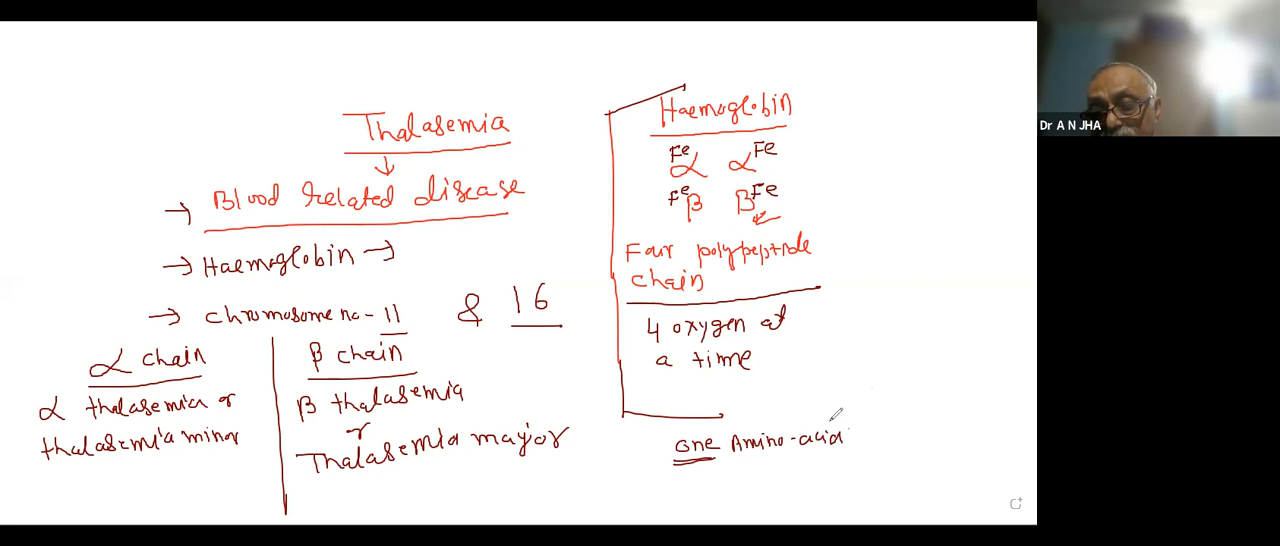 Thalasemia
↓
→ Blood related disease
→ Haemoglobin →
→ chromosome no - 11 & 16
α chain
α thalasemia or
thalasemia minor
β chain
β thalasemia
or
Thalasemia major
Haemoglobin
Fe α α Fe
Fe β β Fe
Four polypeptide
chain
4 oxygen at
a time
one Amino-acid
Dr A N JHA